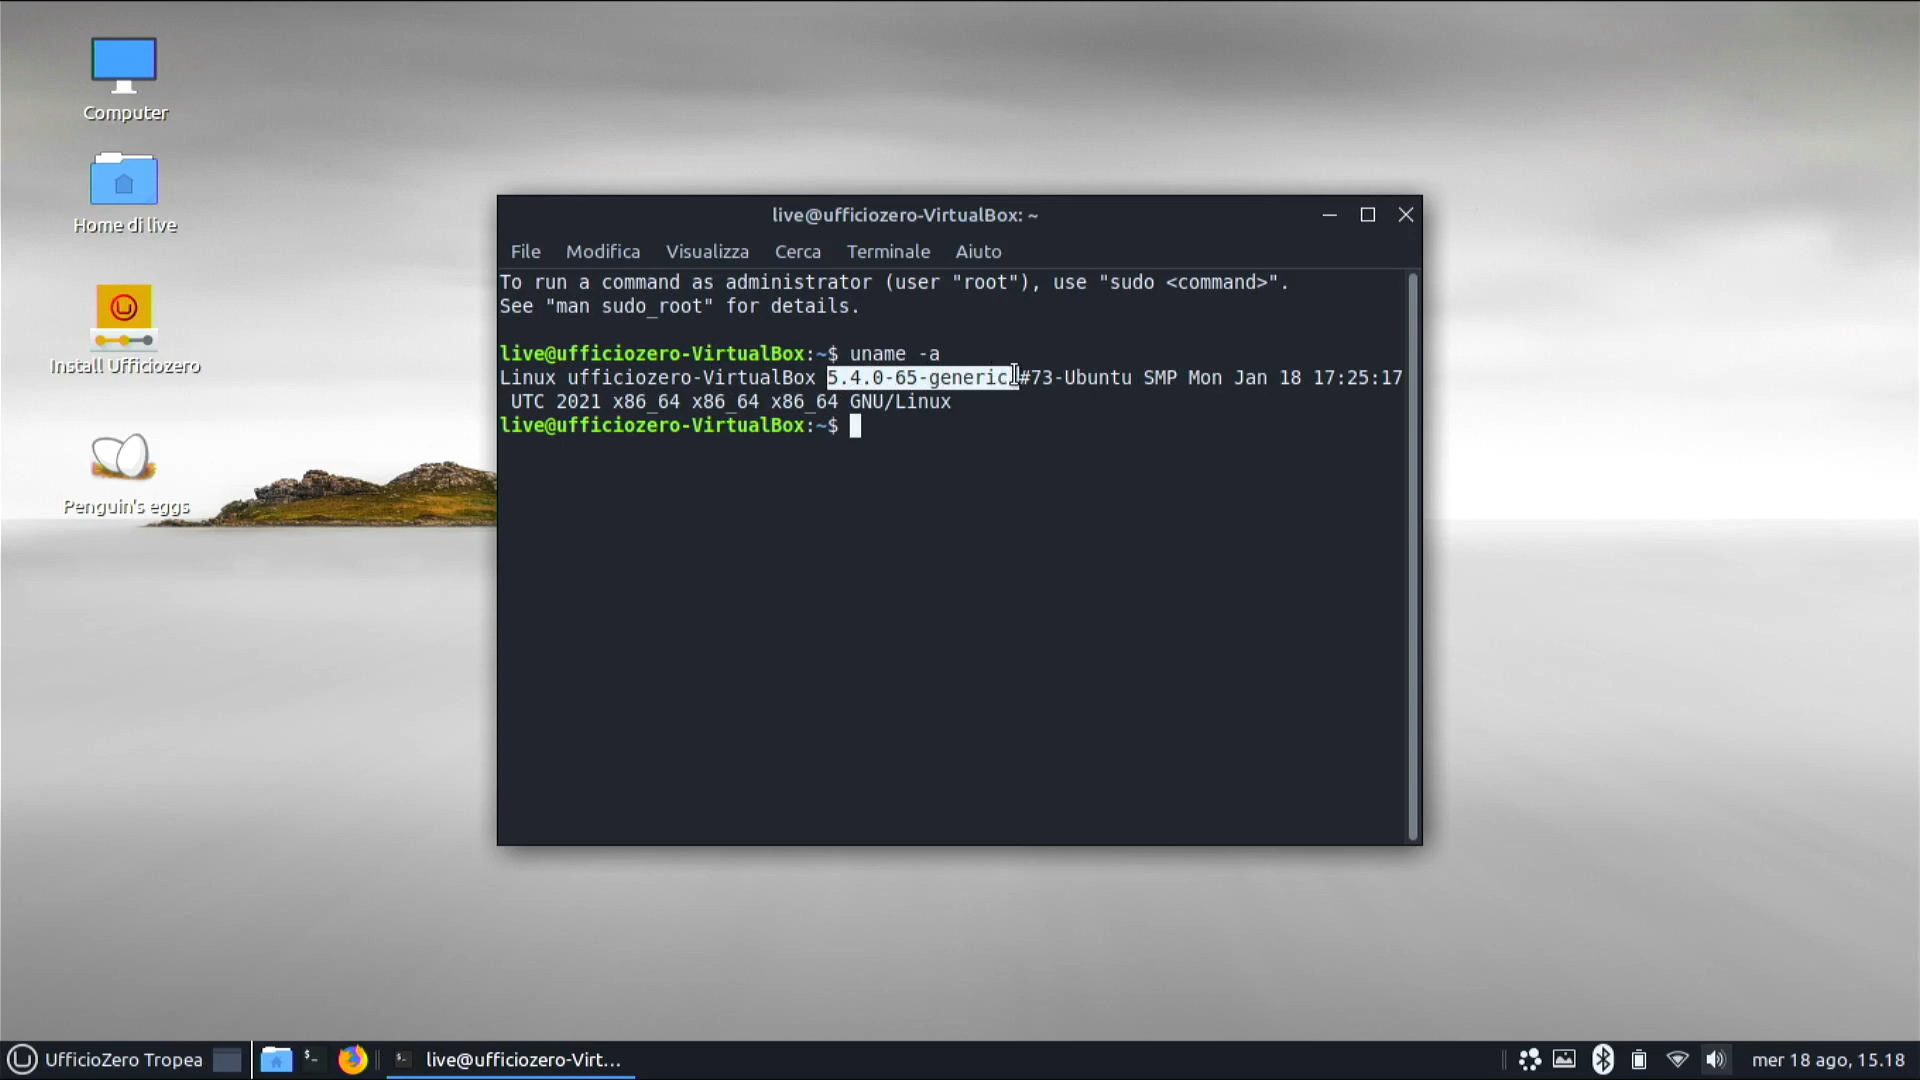 Computer
Home di live
Install Ufficiozero
Penguin's eggs
live@ufficiozero-VirtualBox: ~
File Modifica Visualizza Cerca Terminale Aiuto
To run a command as administrator (user "root"), use "sudo <command>".
See "man sudo_root" for details.
live@ufficiozero-VirtualBox:~$ uname -a
Linux ufficiozero-VirtualBox 5.4.0-65-generic #73-Ubuntu SMP Mon Jan 18 17:25:17
UTC 2021 x86_64 x86_64 x86_64 GNU/Linux
live@ufficiozero-VirtualBox:~$
UfficioZero Tropea live@ufficiozero-Virt... mer 18 ago, 15.18